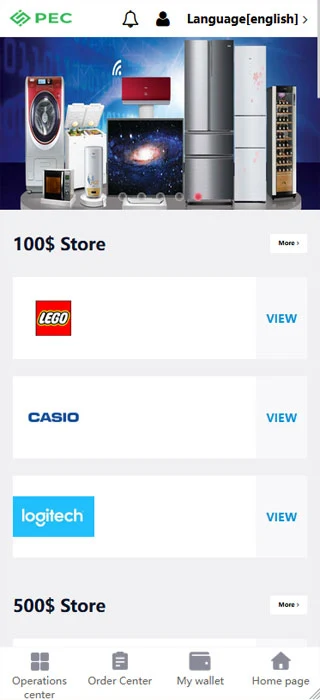 PEC
Language[english] >
100$ Store
More >
LEGO
VIEW
CASIO
VIEW
logitech
VIEW
500$ Store
More >
Operations center
Order Center
My wallet
Home page